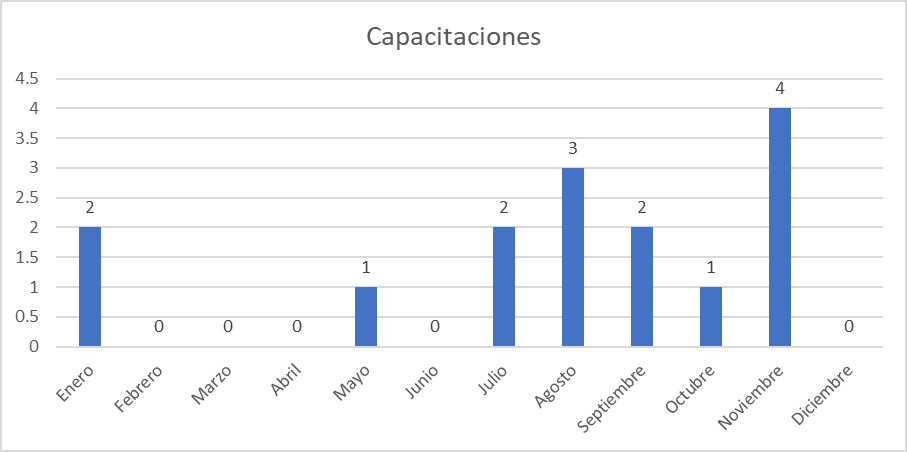 Capacitaciones
4.5
4
3.5
3
2.5
2
1.5
1
0.5
0
2
0
0
0
1
0
2
3
2
1
4
0
Enero
Febrero
Marzo
Abril
Mayo
Junio
Julio
Agosto
Septiembre
Octubre
Noviembre
Diciembre